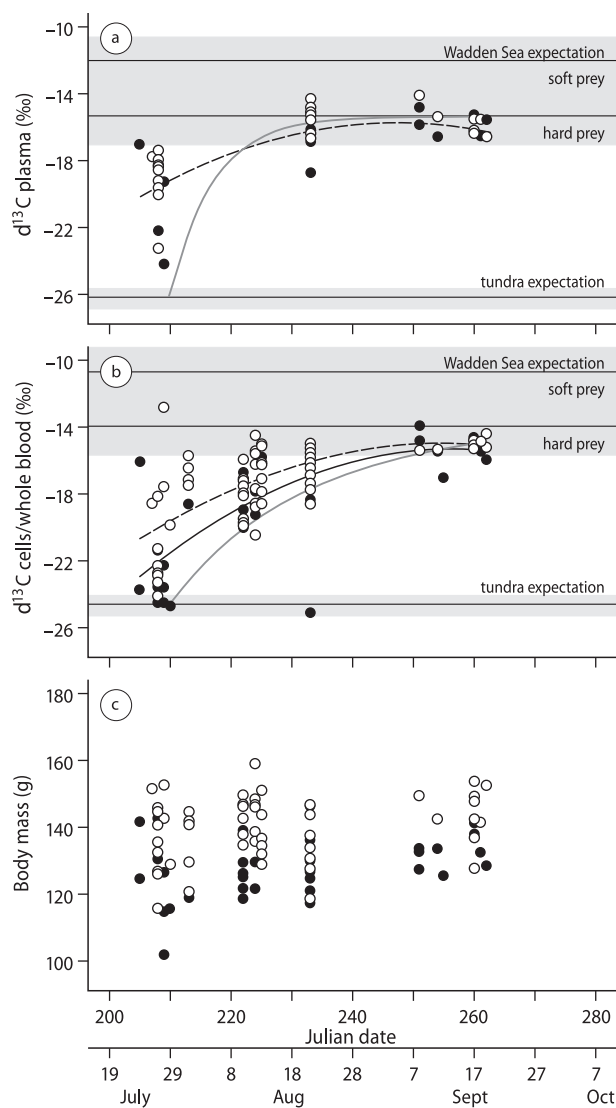 a
−10
−14
−18
−22
−26
d13C plasma (‰)
Wadden Sea expectation
soft prey
hard prey
tundra expectation
b
−10
−14
−18
−22
−26
d13C cells/whole blood (‰)
Wadden Sea expectation
soft prey
hard prey
tundra expectation
c
180
160
140
120
100
Body mass (g)
200 220 240 260 280
Julian date
19 29 8 18 28 7 17 27 7
July Aug Sept Oct